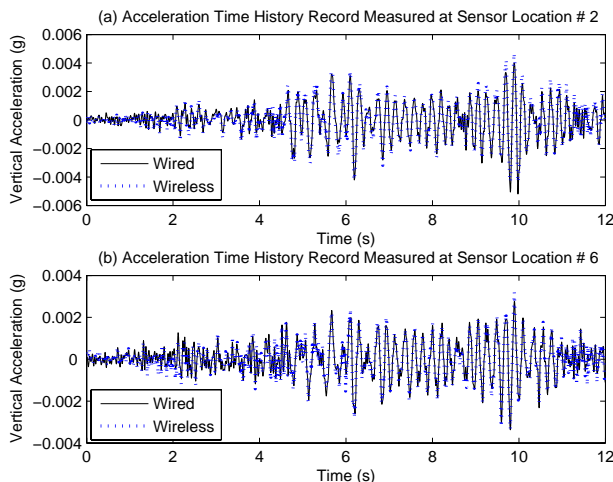 (a) Acceleration Time History Record Measured at Sensor Location # 2
Vertical Acceleration (g)
0.006
0.004
0.002
0
−0.002
−0.004
−0.006
Wired
Wireless
0 2 4 6 8 10 12
Time (s)
(b) Acceleration Time History Record Measured at Sensor Location # 6
Vertical Acceleration (g)
0.004
0.002
0
−0.002
−0.004
Wired
Wireless
0 2 4 6 8 10 12
Time (s)